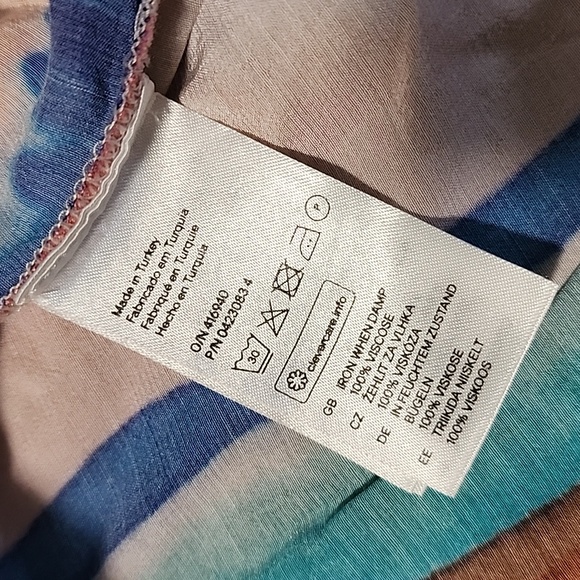 Made in Turkey
Fabricado em Turquia
Fabriqué en Turquie
Hecho en Turquia
O/N 416940
P/N 0423083 4
30
P
clevercare.info
GB IRON WHEN DAMP
100% VISCOSE
CZ ŽEHLIT ZA VLHKA
100% VISKÓZA
DE IN FEUCHTEM ZUSTAND
BÜGELN
100% VISKOSE
EE TRIIKIDA NISKELT
100% VISKOOS